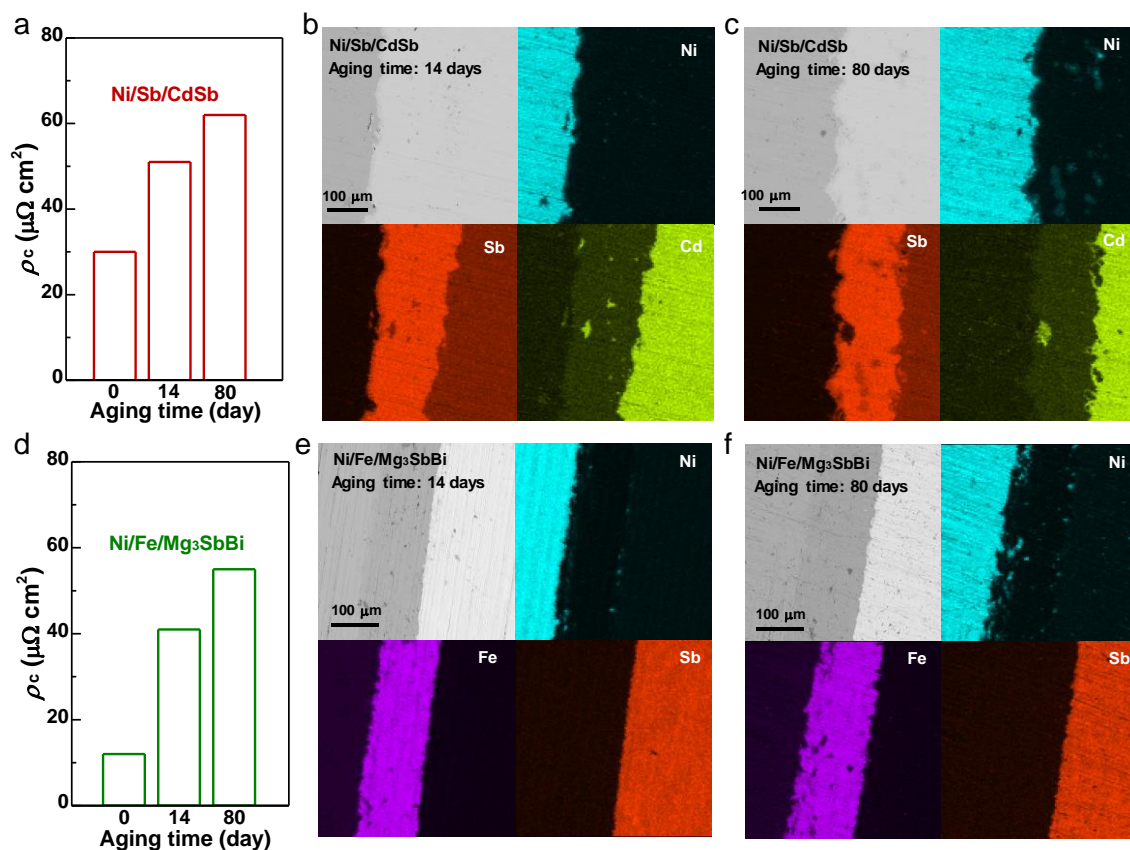 a
80
60
40
20
0
ρc (μΩ cm²)
Ni/Sb/CdSb
0 14 80
Aging time (day)
b
Ni/Sb/CdSb
Aging time: 14 days
100 μm
Ni
Sb
Cd
c
Ni/Sb/CdSb
Aging time: 80 days
100 μm
Ni
Sb
Cd
d
80
60
40
20
0
ρc (μΩ cm²)
Ni/Fe/Mg₃SbBi
0 14 80
Aging time (day)
e
Ni/Fe/Mg₃SbBi
Aging time: 14 days
100 μm
Ni
Fe
Sb
f
Ni/Fe/Mg₃SbBi
Aging time: 80 days
100 μm
Ni
Fe
Sb